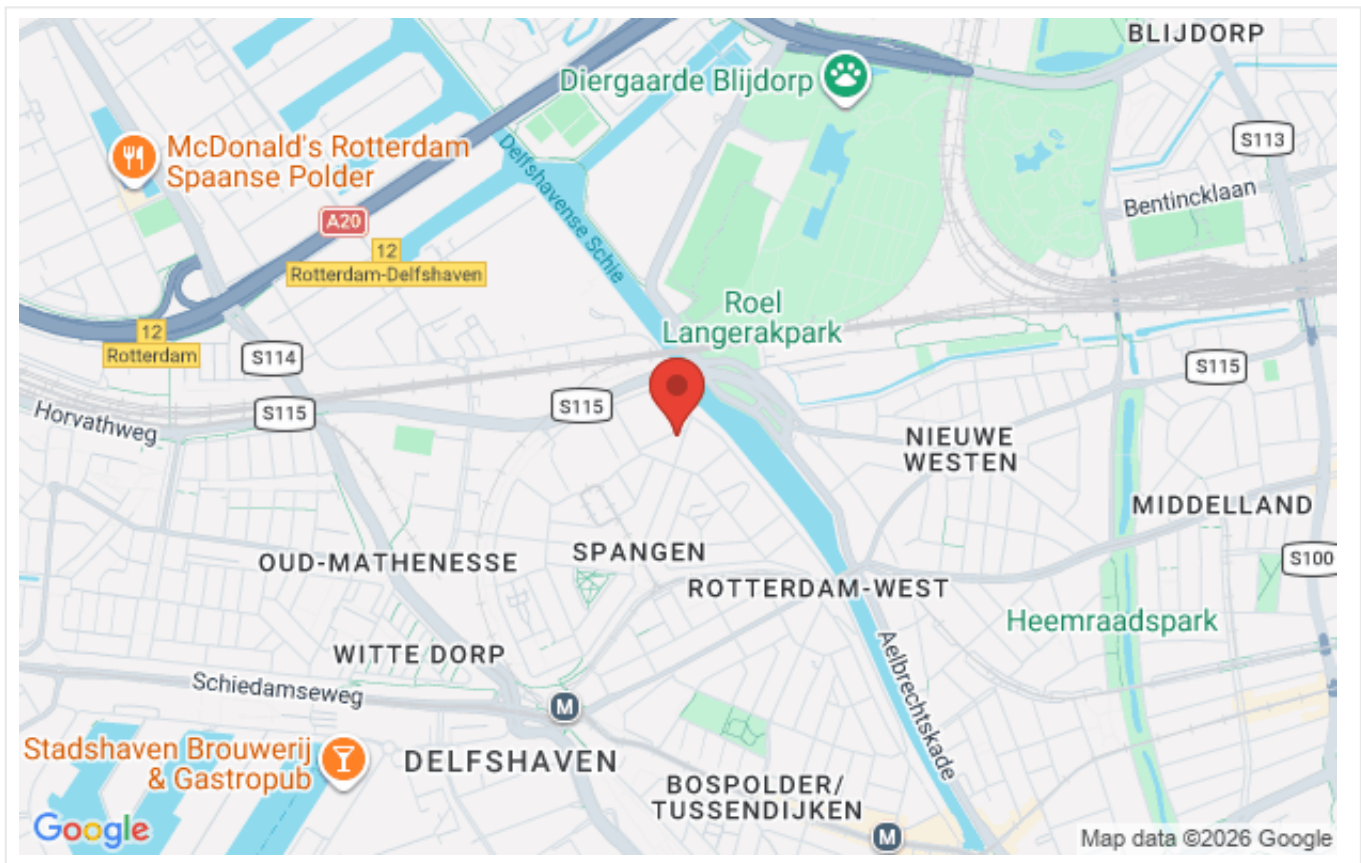 BLIJDORP
Diergaarde Blijdorp
S113
McDonald's Rotterdam
Spaanse Polder
Delfshavense Schie
Bentincklaan
A20
12
Rotterdam-Delfshaven
Roel
Langerakpark
12
Rotterdam
S114
S115
S115
S115
Horvathweg
NIEUWE
WESTEN
MIDDELLAND
SPANGEN
OUD-MATHENESSE
S100
ROTTERDAM-WEST
Heemraadspark
WITTE DORP
Schiedamseweg
Aelbrechtskade
M
Stadshaven Brouwerij
& Gastropub
DELFSHAVEN
BOSPOLDER/
TUSSENDIJKEN
M
Google
Map data ©2026 Google